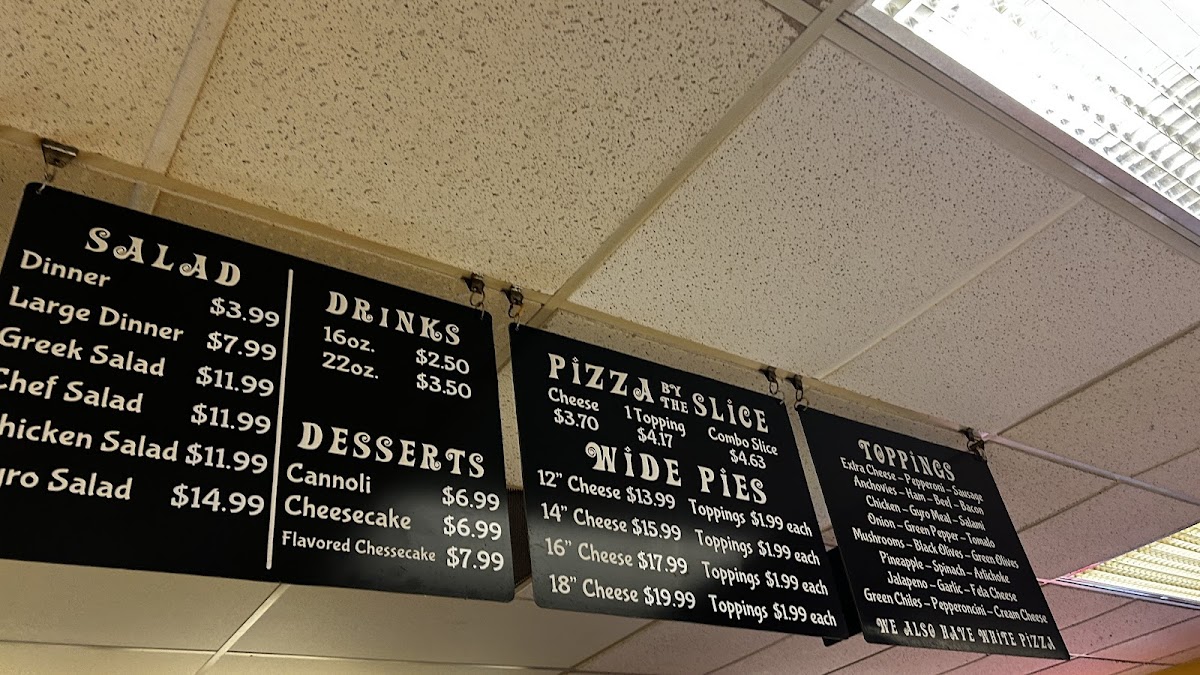 SALAD
Dinner $3.99
Large Dinner $7.99
Greek Salad $11.99
Chef Salad $11.99
hicken Salad $11.99
yro Salad $14.99
DRINKS
16oz. $2.50
22oz. $3.50
DESSERTS
Cannoli $6.99
Cheesecake $6.99
Flavored Chessecake $7.99
PIZZA BY THE SLICE
Cheese 1 Topping Combo Slice
$3.70 $4.17 $4.63
WIDE PIES
12" Cheese $13.99 Toppings $1.99 each
14" Cheese $15.99 Toppings $1.99 each
16" Cheese $17.99 Toppings $1.99 each
18" Cheese $19.99 Toppings $1.99 each
TOPPINGS
Extra Cheese – Pepperoni – Sausage
Anchovies – Ham – Beef – Bacon
Chicken – Gyro Meal – Salami
Onion – Green Pepper – Tomalo
Mushrooms – Black Olives – Green Olives
Pineapple – Spinach – Artichoke
Jalapeno – Garlic – Feta Cheese
Green Chiles – Pepperoncini – Cream Cheese
WE ALSO HAVE WHITE PIZZA